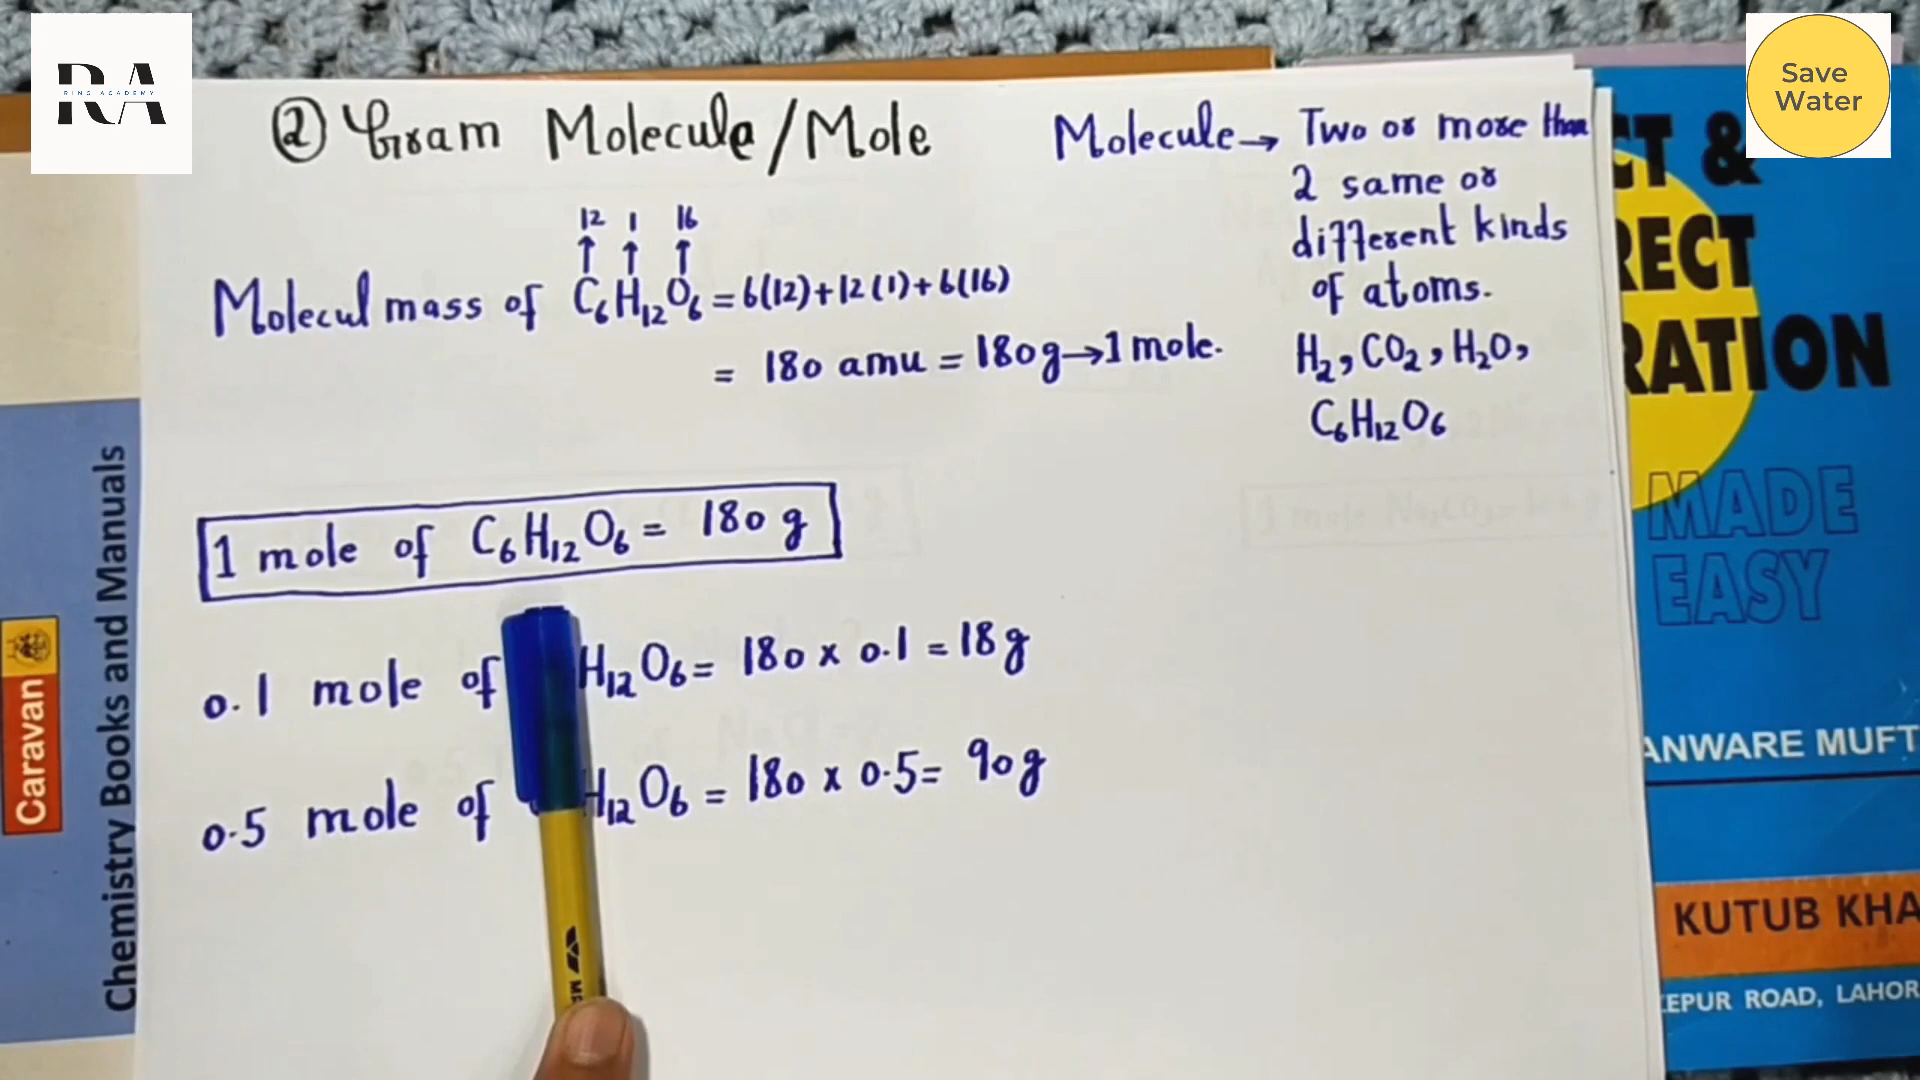 RA
RING ACADEMY
Save
Water
② Gram Molecule/Mole
Molecule → Two or more than
2 same or
different kinds
of atoms.
H₂, CO₂, H₂O,
C₆H₁₂O₆
12 1 16
↑ ↑ ↑
Molecul mass of C₆H₁₂O₆ = 6(12)+12(1)+6(16)
= 180 amu = 180g → 1 mole.
1 mole of C₆H₁₂O₆ = 180 g
0.1 mole of H₁₂O₆ = 180 x 0.1 = 18g
0.5 mole of H₁₂O₆ = 180 x 0.5 = 90g
Caravan
Chemistry Books and Manuals
CT &
RECT
RATION
MADE
EASY
ANWARE MUFT
KUTUB KHA
EPUR ROAD, LAHOR